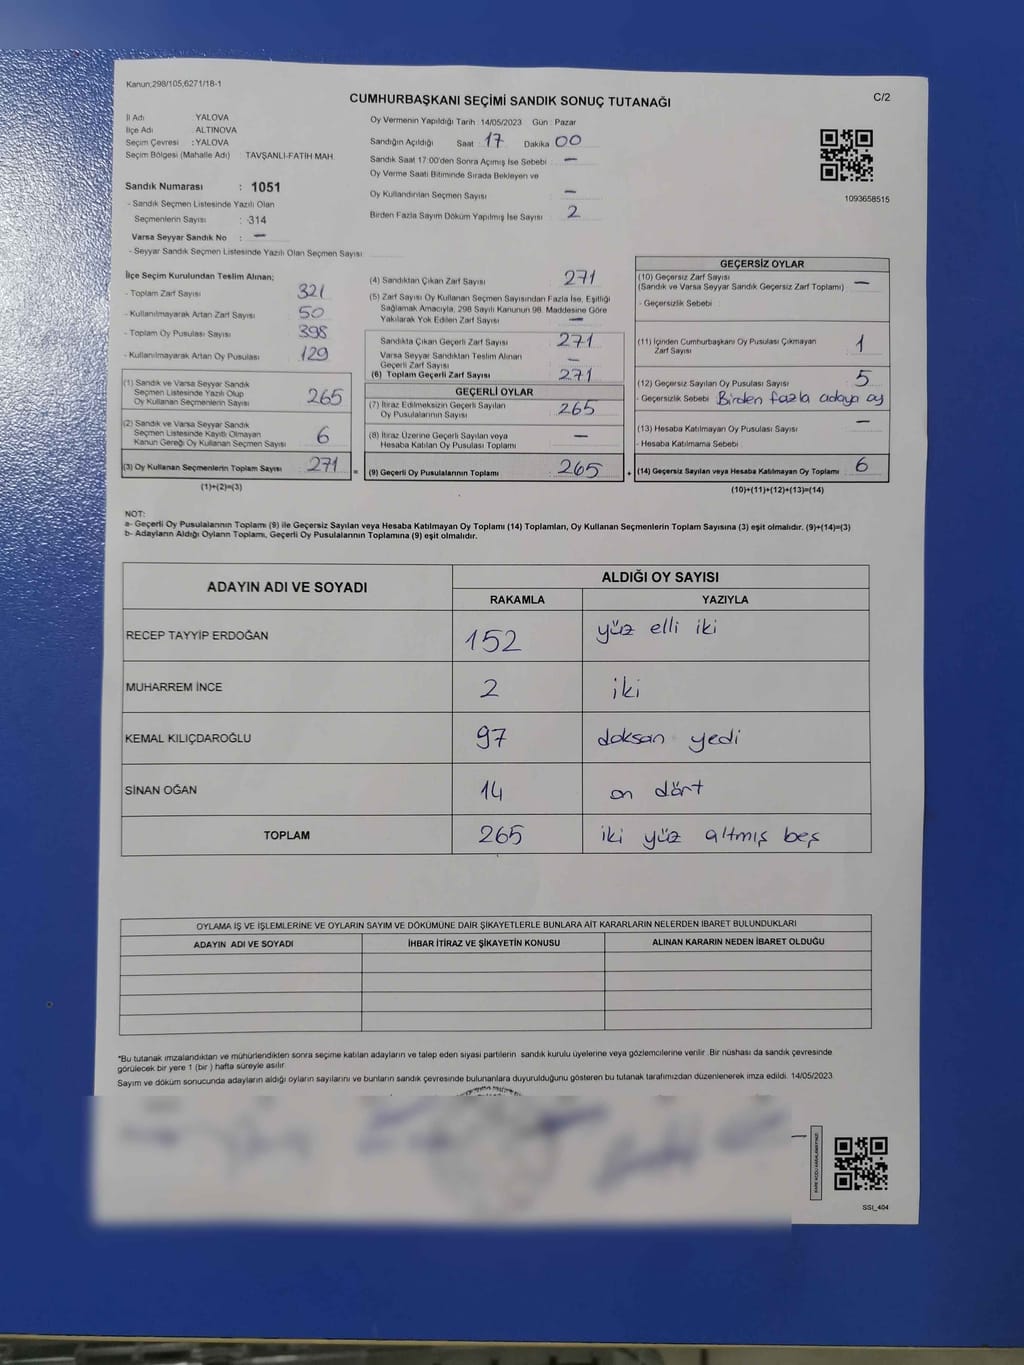 Kanun;298/105,6271/18-1
CUMHURBAŞKANI SEÇİMİ SANDIK SONUÇ TUTANAĞI
C/2
İl Adı YALOVA
İlçe Adı ALTINOVA
Seçim Çevresi : YALOVA
Seçim Bölgesi (Mahalle Adı) TAVŞANLI-FATİH MAH.
Sandık Numarası : 1051
- Sandık Seçmen Listesinde Yazılı Olan
Seçmenlerin Sayısı : 314
Varsa Seyyar Sandık No : —
- Seyyar Sandık Seçmen Listesinde Yazılı Olan Seçmen Sayısı
Oy Vermenin Yapıldığı Tarih : 14/05/2023 Gün : Pazar
Sandığın Açıldığı Saat : 17 Dakika 00
Sandık Saat 17:00'den Sonra Açılmış İse Sebebi : —
Oy Verme Saati Bitiminde Sırada Bekleyen ve
Oy Kullandırılan Seçmen Sayısı : —
Birden Fazla Sayım Döküm Yapılmış İse Sayısı : 2
1093658515
İlçe Seçim Kurulundan Teslim Alınan;
- Toplam Zarf Sayısı 321
- Kullanılmayarak Artan Zarf Sayısı 50
- Toplam Oy Pusulası Sayısı 398
- Kullanılmayarak Artan Oy Pusulası 129
(1) Sandık ve Varsa Seyyar Sandık
Seçmen Listesinde Yazılı Olup
Oy Kullanan Seçmenlerin Sayısı 265
(2) Sandık ve Varsa Seyyar Sandık
Seçmen Listesinde Kayıtlı Olmayan
Kanun Gereği Oy Kullanan Seçmen Sayısı 6
(3) Oy Kullanan Seçmenlerin Toplam Sayısı 271 =
(1)+(2)=(3)
(4) Sandıktan Çıkan Zarf Sayısı 271
(5) Zarf Sayısı Oy Kullanan Seçmen Sayısından Fazla İse, Eşitliği
Sağlamak Amacıyla, 298 Sayılı Kanunun 98. Maddesine Göre
Yakılarak Yok Edilen Zarf Sayısı —
Sandıkta Çıkan Geçerli Zarf Sayısı 271
Varsa Seyyar Sandıktan Teslim Alınan
Geçerli Zarf Sayısı —
(6) Toplam Geçerli Zarf Sayısı 271
GEÇERLİ OYLAR
(7) İtiraz Edilmeksizin Geçerli Sayılan
Oy Pusulalarının Sayısı 265
(8) İtiraz Üzerine Geçerli Sayılan veya
Hesaba Katılan Oy Pusulası Toplamı —
(9) Geçerli Oy Pusulalarının Toplamı 265 +
GEÇERSİZ OYLAR
(10) Geçersiz Zarf Sayısı
(Sandık ve Varsa Seyyar Sandık Geçersiz Zarf Toplamı) —
- Geçersizlik Sebebi :
(11) İçinden Cumhurbaşkanı Oy Pusulası Çıkmayan
Zarf Sayısı 1
(12) Geçersiz Sayılan Oy Pusulası Sayısı 5
- Geçersizlik Sebebi Birden fazla adaya oy
(13) Hesaba Katılmayan Oy Pusulası Sayısı —
- Hesaba Katılmama Sebebi
(14) Geçersiz Sayılan veya Hesaba Katılmayan Oy Toplamı 6
(10)+(11)+(12)+(13)=(14)
NOT:
a- Geçerli Oy Pusulalarının Toplamı (9) ile Geçersiz Sayılan veya Hesaba Katılmayan Oy Toplamı (14) Toplamları, Oy Kullanan Seçmenlerin Toplam Sayısına (3) eşit olmalıdır. (9)+(14)=(3)
b- Adayların Aldığı Oyların Toplamı, Geçerli Oy Pusulalarının Toplamına (9) eşit olmalıdır.
ADAYIN ADI VE SOYADI ALDIĞI OY SAYISI
RAKAMLA YAZIYLA
RECEP TAYYİP ERDOĞAN 152 yüz elli iki
MUHARREM İNCE 2 iki
KEMAL KILIÇDAROĞLU 97 doksan yedi
SİNAN OĞAN 14 on dört
TOPLAM 265 iki yüz altmış beş
OYLAMA İŞ VE İŞLEMLERİNE VE OYLARIN SAYIM VE DÖKÜMÜNE DAİR ŞİKAYETLERLE BUNLARA AİT KARARLARIN NELERDEN İBARET BULUNDUKLARI
ADAYIN ADI VE SOYADI İHBAR İTİRAZ VE ŞİKAYETİN KONUSU ALINAN KARARIN NEDEN İBARET OLDUĞU
*Bu tutanak imzalandıktan ve mühürlendikten sonra seçime katılan adayların ve talep eden siyasi partilerin sandık kurulu üyelerine veya gözlemcilerine verilir. Bir nüshası da sandık çevresinde
görülecek bir yere 1 (bir) hafta süreyle asılır.
Sayım ve döküm sonucunda adayların aldığı oyların sayılarını ve bunların sandık çevresinde bulunanlara duyurulduğunu gösteren bu tutanak tarafımızdan düzenlenerek imza edildi. 14/05/2023
SSI_404